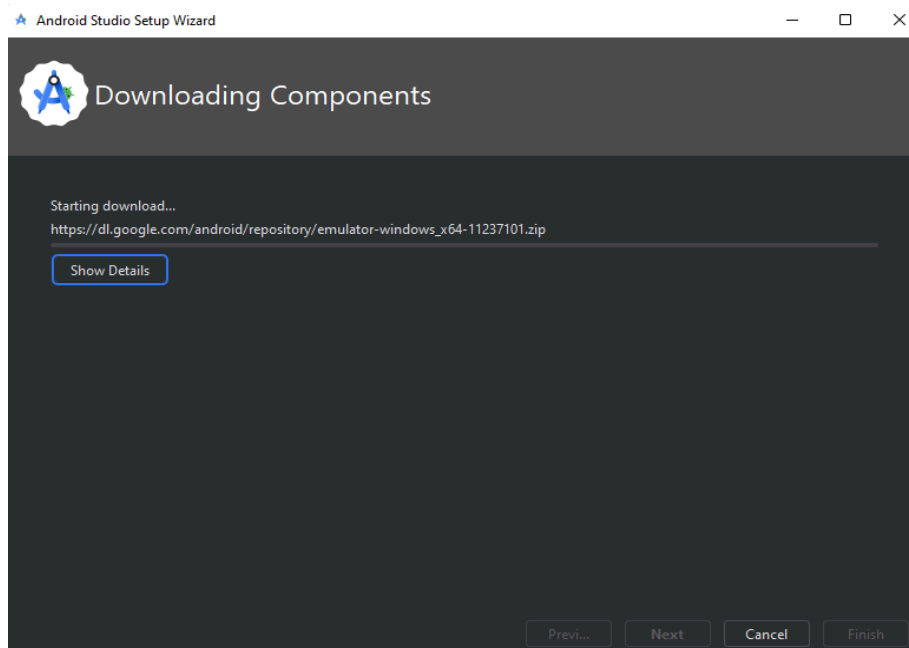 Android Studio Setup Wizard
Downloading Components
Starting download...
https://dl.google.com/android/repository/emulator-windows_x64-11237101.zip
Show Details
Previ... Next Cancel Finish